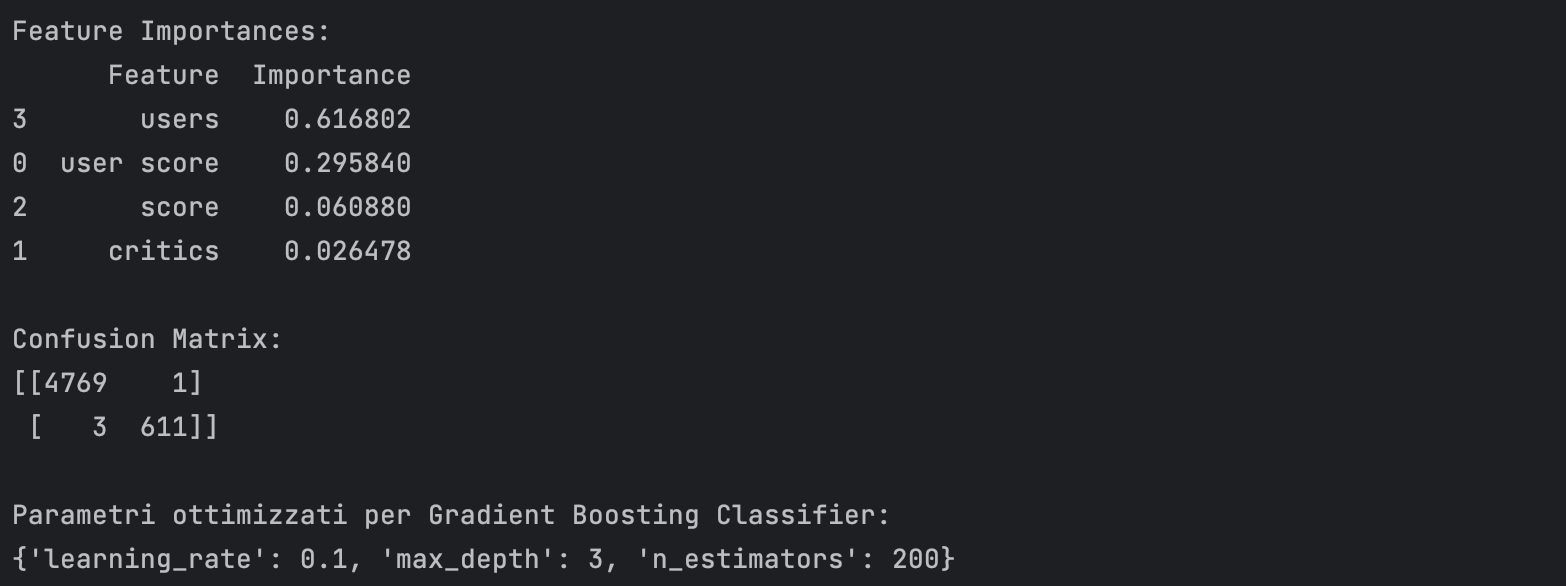 Feature Importances:
      Feature  Importance
3       users    0.616802
0  user score    0.295840
2       score    0.060880
1     critics    0.026478
Confusion Matrix:
[[4769    1]
 [   3  611]]
Parametri ottimizzati per Gradient Boosting Classifier:
{'learning_rate': 0.1, 'max_depth': 3, 'n_estimators': 200}